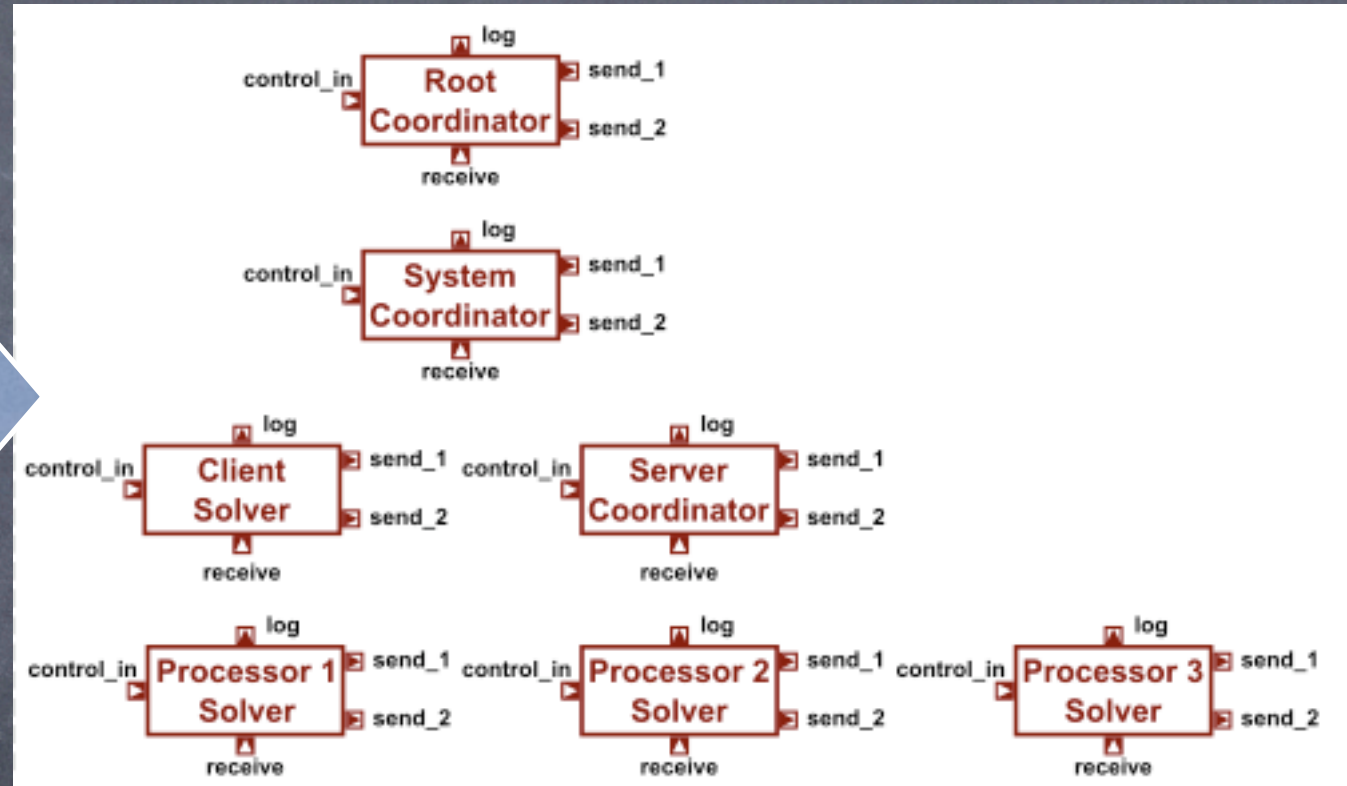 log
control_in
Root
Coordinator
send_1
send_2
receive
log
control_in
System
Coordinator
send_1
send_2
receive
log
control_in
Client
Solver
send_1
send_2
receive
log
control_in
Server
Coordinator
send_1
send_2
receive
log
control_in
Processor 1
Solver
send_1
send_2
receive
log
control_in
Processor 2
Solver
send_1
send_2
receive
log
control_in
Processor 3
Solver
send_1
send_2
receive